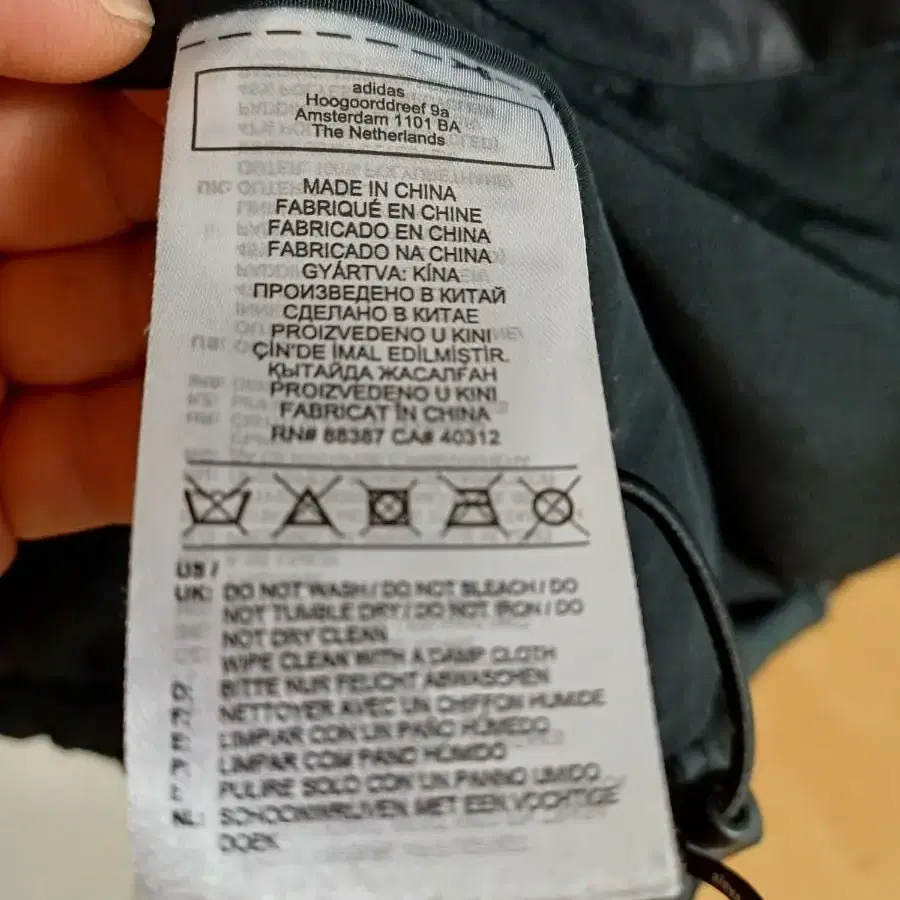 adidas
Hoogoorddreef 9a
Amsterdam 1101 BA
The Netherlands
MADE IN CHINA
FABRIQUÉ EN CHINE
FABRICADO EN CHINA
FABRICADO NA CHINA
GYÁRTVA: KÍNA
ПРОИЗВЕДЕНО В КИТАЙ
СДЕЛАНО В КИТАЕ
PROIZVEDENO U KINI
ÇİN'DE İMAL EDİLMİŞTİR.
ҚЫТАЙДА ЖАСАЛҒАН
PROIZVEDENO U KINI
FABRICAT ÎN CHINA
RN# 88387 CA# 40312
US /
UK: DO NOT WASH / DO NOT BLEACH / DO
NOT TUMBLE DRY / DO NOT IRON / DO
NOT DRY CLEAN
WIPE CLEAN WITH A DAMP CLOTH
D: BITTE NUR FEUCHT ABWASCHEN
NETTOYER AVEC UN CHIFFON HUMIDE
LIMPIAR CON UN PAÑO HÚMEDO
LIMPAR COM PANO HÚMIDO
PULIRE SOLO CON UN PANNO UMIDO
NL: SCHOONWRIJVEN MET EEN VOCHTIGE
DOEK